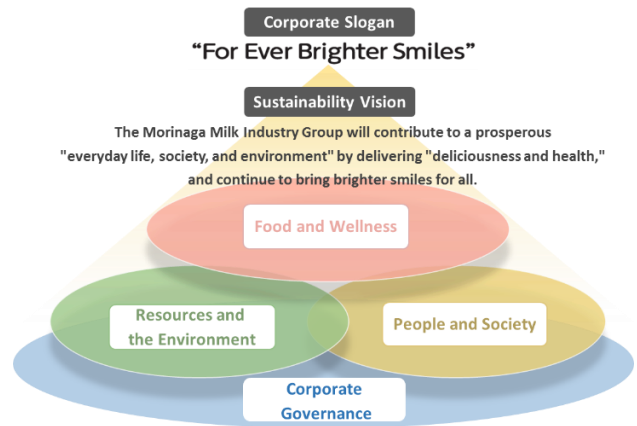 Corporate Slogan
“For Ever Brighter Smiles”
Sustainability Vision
The Morinaga Milk Industry Group will contribute to a prosperous
"everyday life, society, and environment" by delivering "deliciousness and health,"
and continue to bring brighter smiles for all.
Food and Wellness
Resources and
the Environment
People and Society
Corporate
Governance